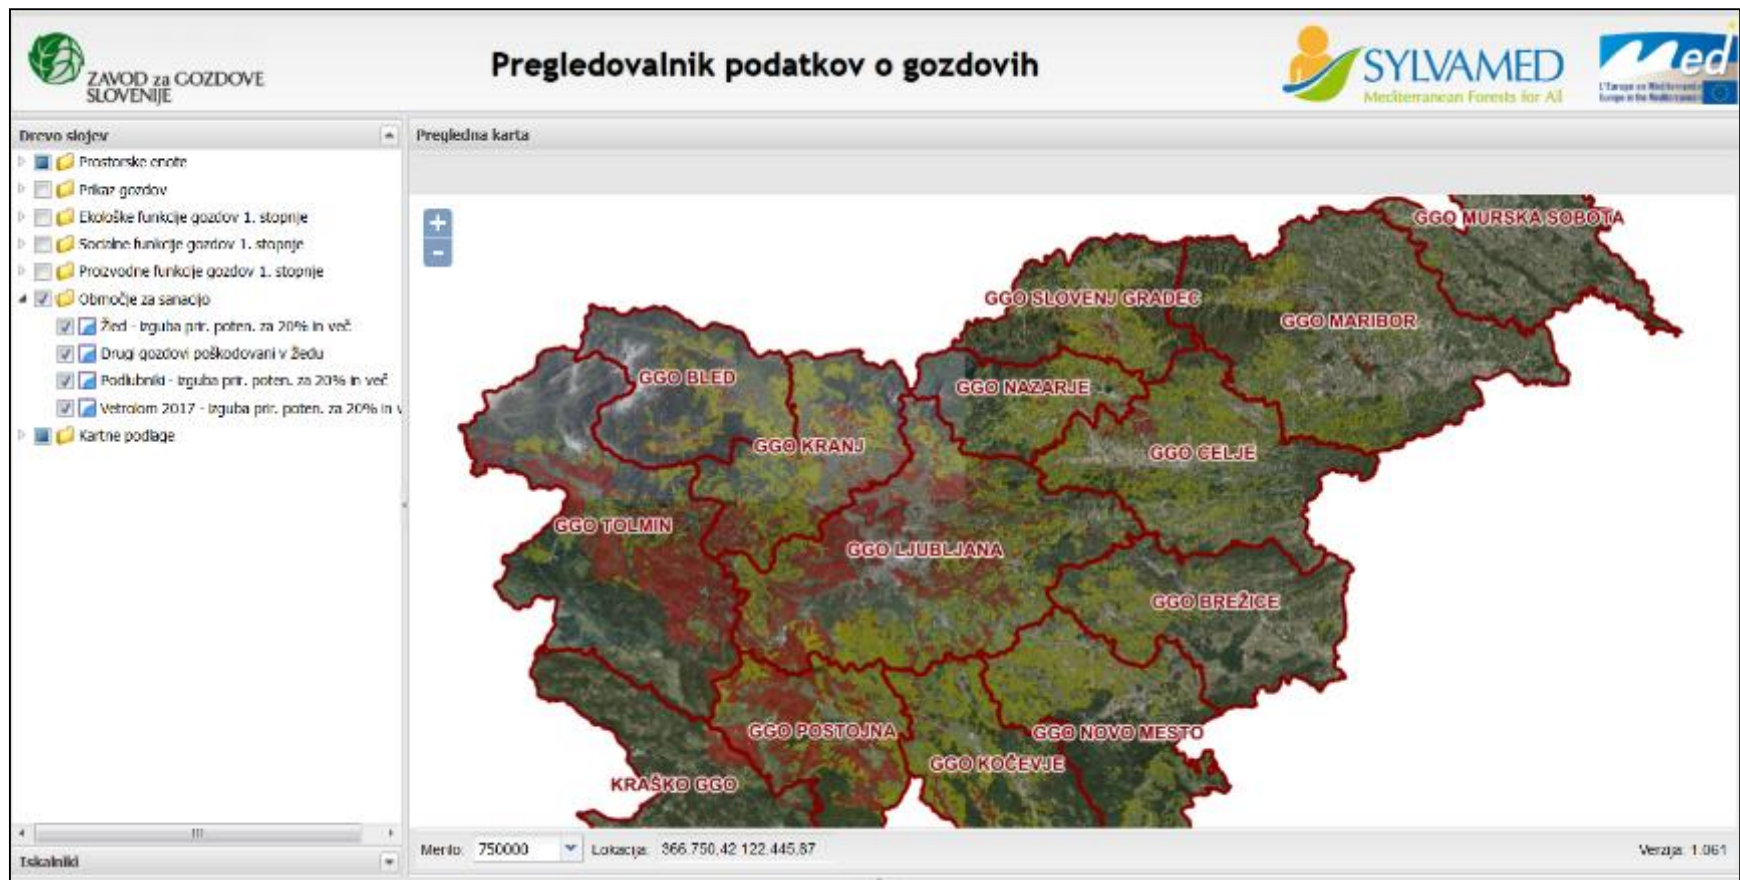 ZAVOD za GOZDOVE
SLOVENIJE
Pregledovalnik podatkov o gozdovih
SYLVAMED
Mediterranean Forests for All
Med
Drevo slojev
Pregledna karta
Prostorske enote
Prikaz gozdov
Ekološke funkcije gozdov 1. stopnje
Socialne funkcije gozdov 1. stopnje
Proizvodne funkcije gozdov 1. stopnje
Območje za sanacijo
Žled - izguba prir. poten. za 20% in več
Drugi gozdovi poškodovani v žledu
Podlubniki - izguba prir. poten. za 20% in več
Vetrolom 2017 - izguba prir. poten. za 20% in v
Kartne podlage
+
-
GGO MURSKA SOBOTA
GGO SLOVENJ GRADEC
GGO MARIBOR
GGO BLED
GGO NAZARJE
GGO KRANJ
GGO CELJE
GGO TOLMIN
GGO LJUBLJANA
GGO BREŽICE
GGO POSTOJNA
GGO NOVO MESTO
GGO KOČEVJE
KRAŠKO GGO
Iskalniki
Merilo: 750000 Lokacija: 366.750,42 122.445,87
Verzija: 1.061